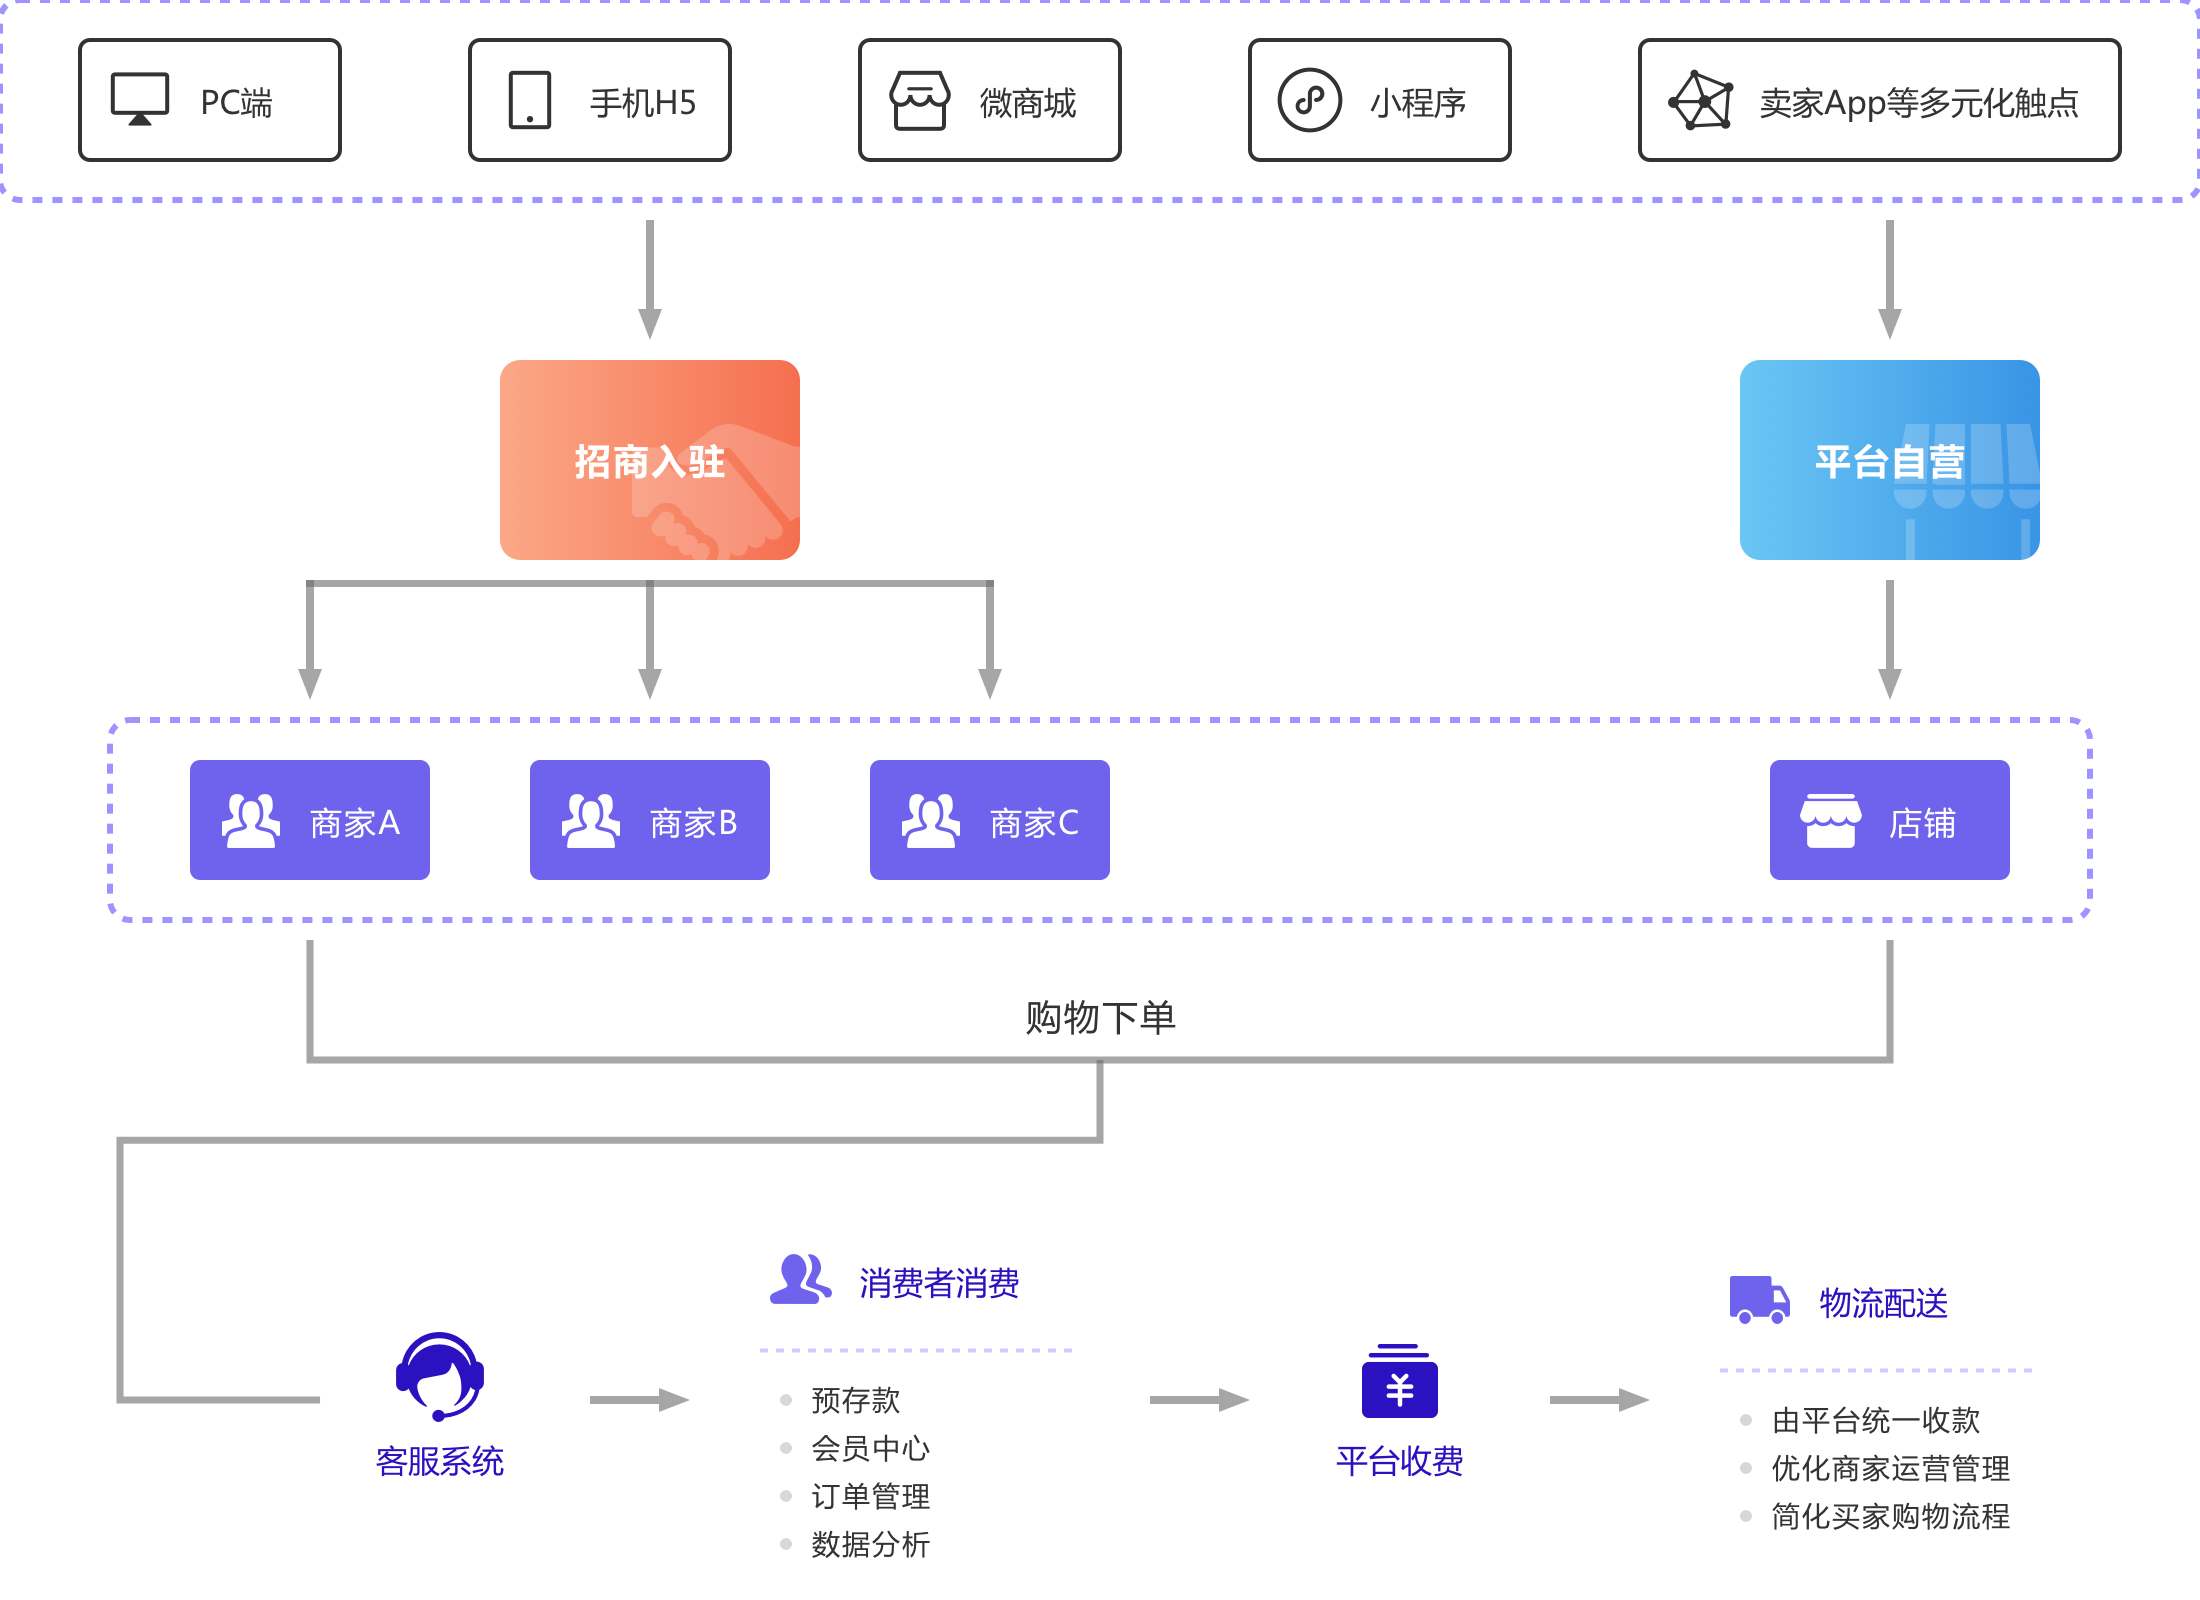 PC端
手机H5
微商城
小程序
卖家App等多元化触点
招商入驻
平台自营
商家A
商家B
商家C
店铺
购物下单
客服系统
消费者消费
预存款
会员中心
订单管理
数据分析
平台收费
物流配送
由平台统一收款
优化商家运营管理
简化买家购物流程